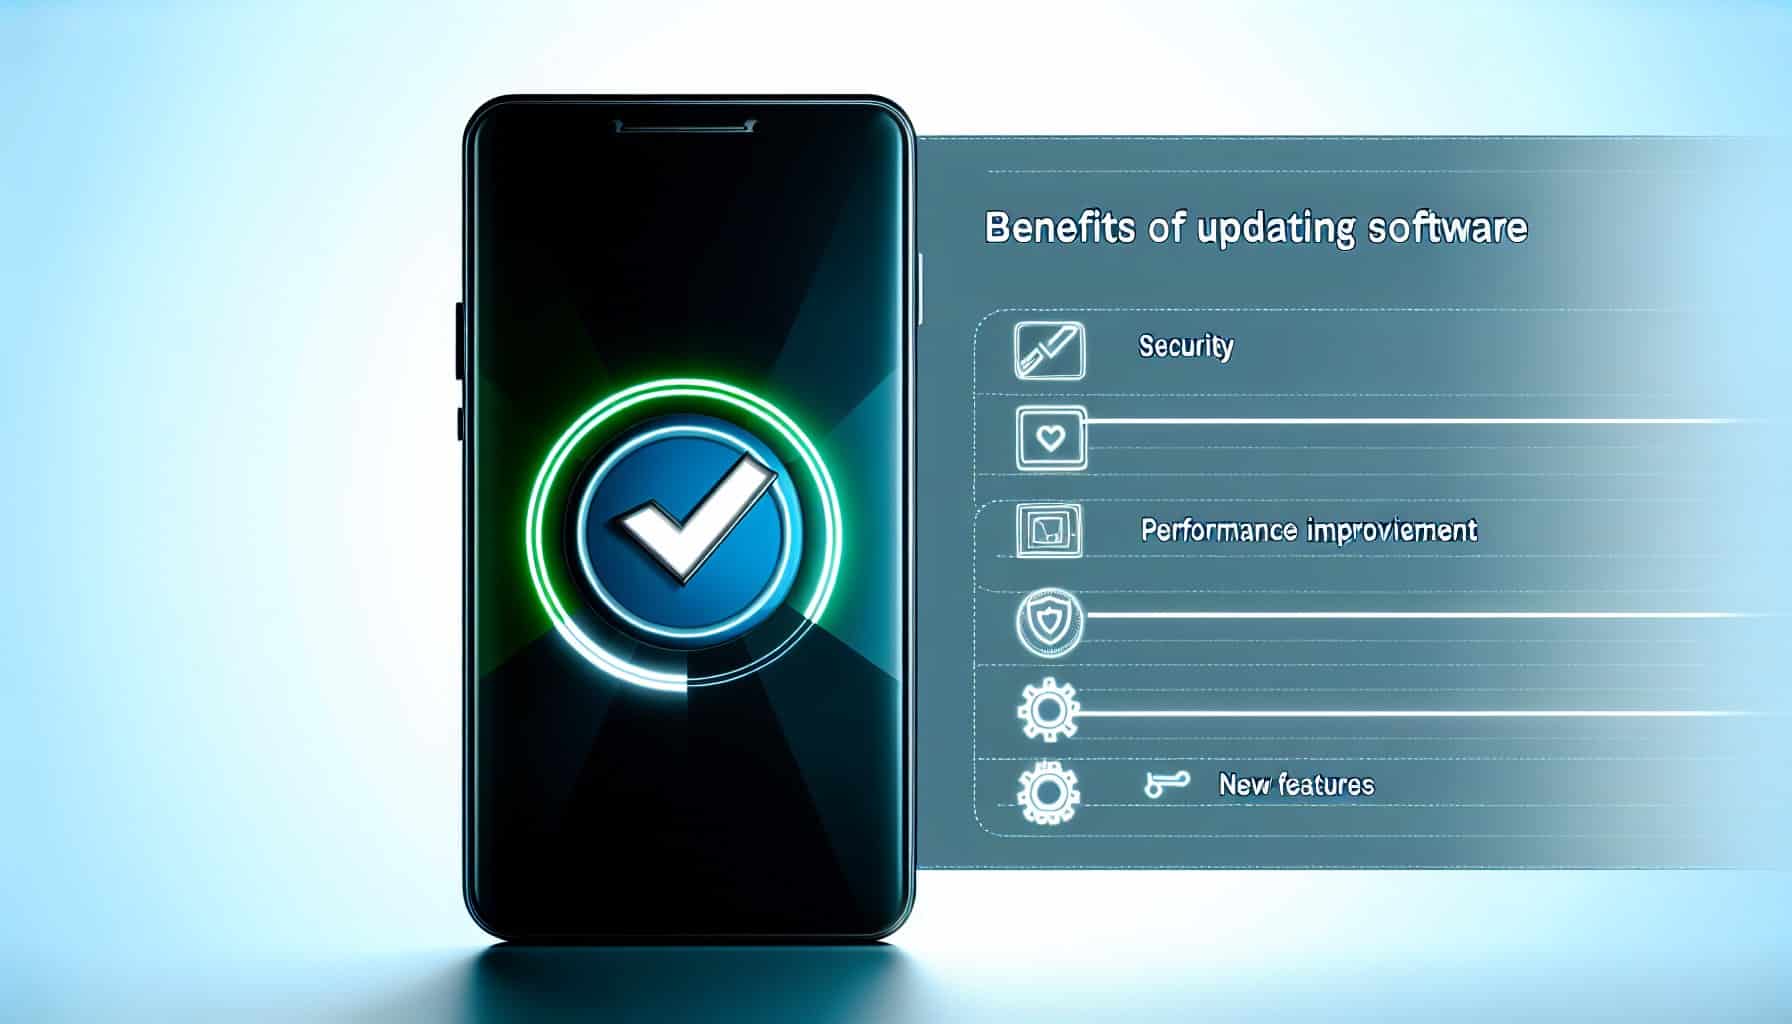 Benefits of updating software
Security
Performance improviement
New features